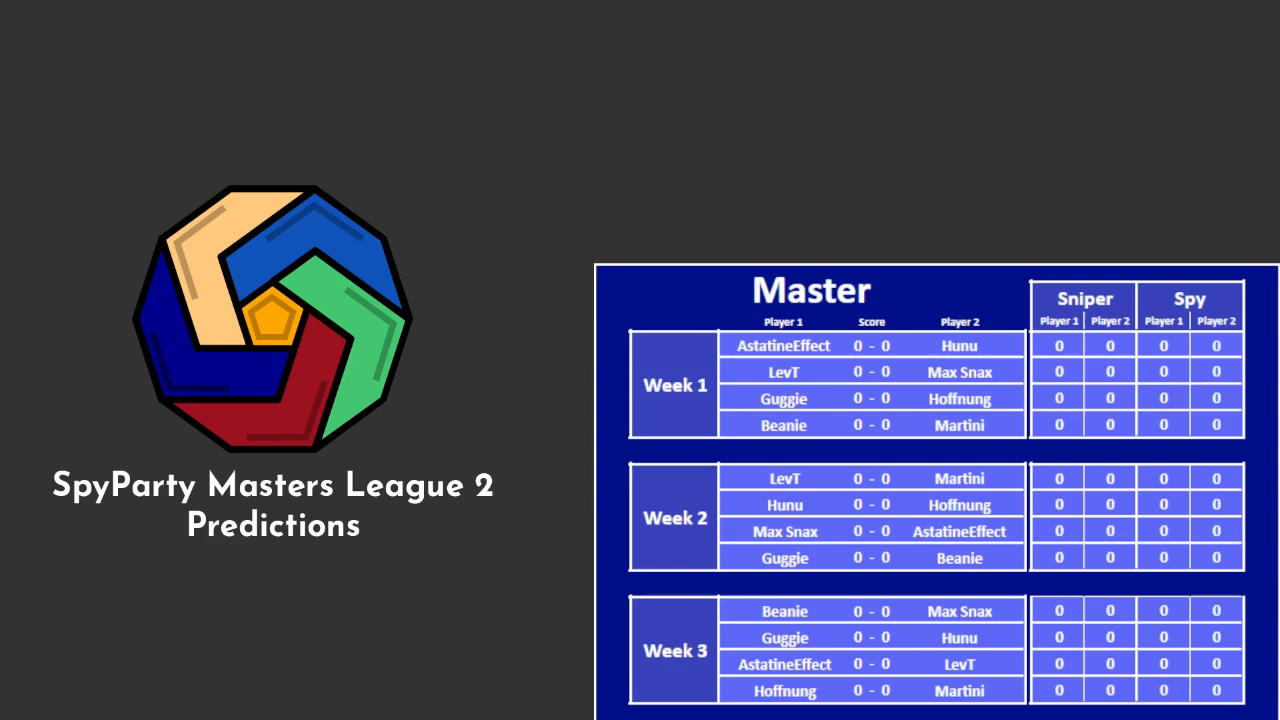 SpyParty Masters League 2
Predictions
Master
Sniper Spy
Player 1 Score Player 2 Player 1 Player 2 Player 1 Player 2
Week 1
AstatineEffect 0 - 0 Hunu 0 0 0 0
LevT 0 - 0 Max Snax 0 0 0 0
Guggie 0 - 0 Hoffnung 0 0 0 0
Beanie 0 - 0 Martini 0 0 0 0
Week 2
LevT 0 - 0 Martini 0 0 0 0
Hunu 0 - 0 Hoffnung 0 0 0 0
Max Snax 0 - 0 AstatineEffect 0 0 0 0
Guggie 0 - 0 Beanie 0 0 0 0
Week 3
Beanie 0 - 0 Max Snax 0 0 0 0
Guggie 0 - 0 Hunu 0 0 0 0
AstatineEffect 0 - 0 LevT 0 0 0 0
Hoffnung 0 - 0 Martini 0 0 0 0